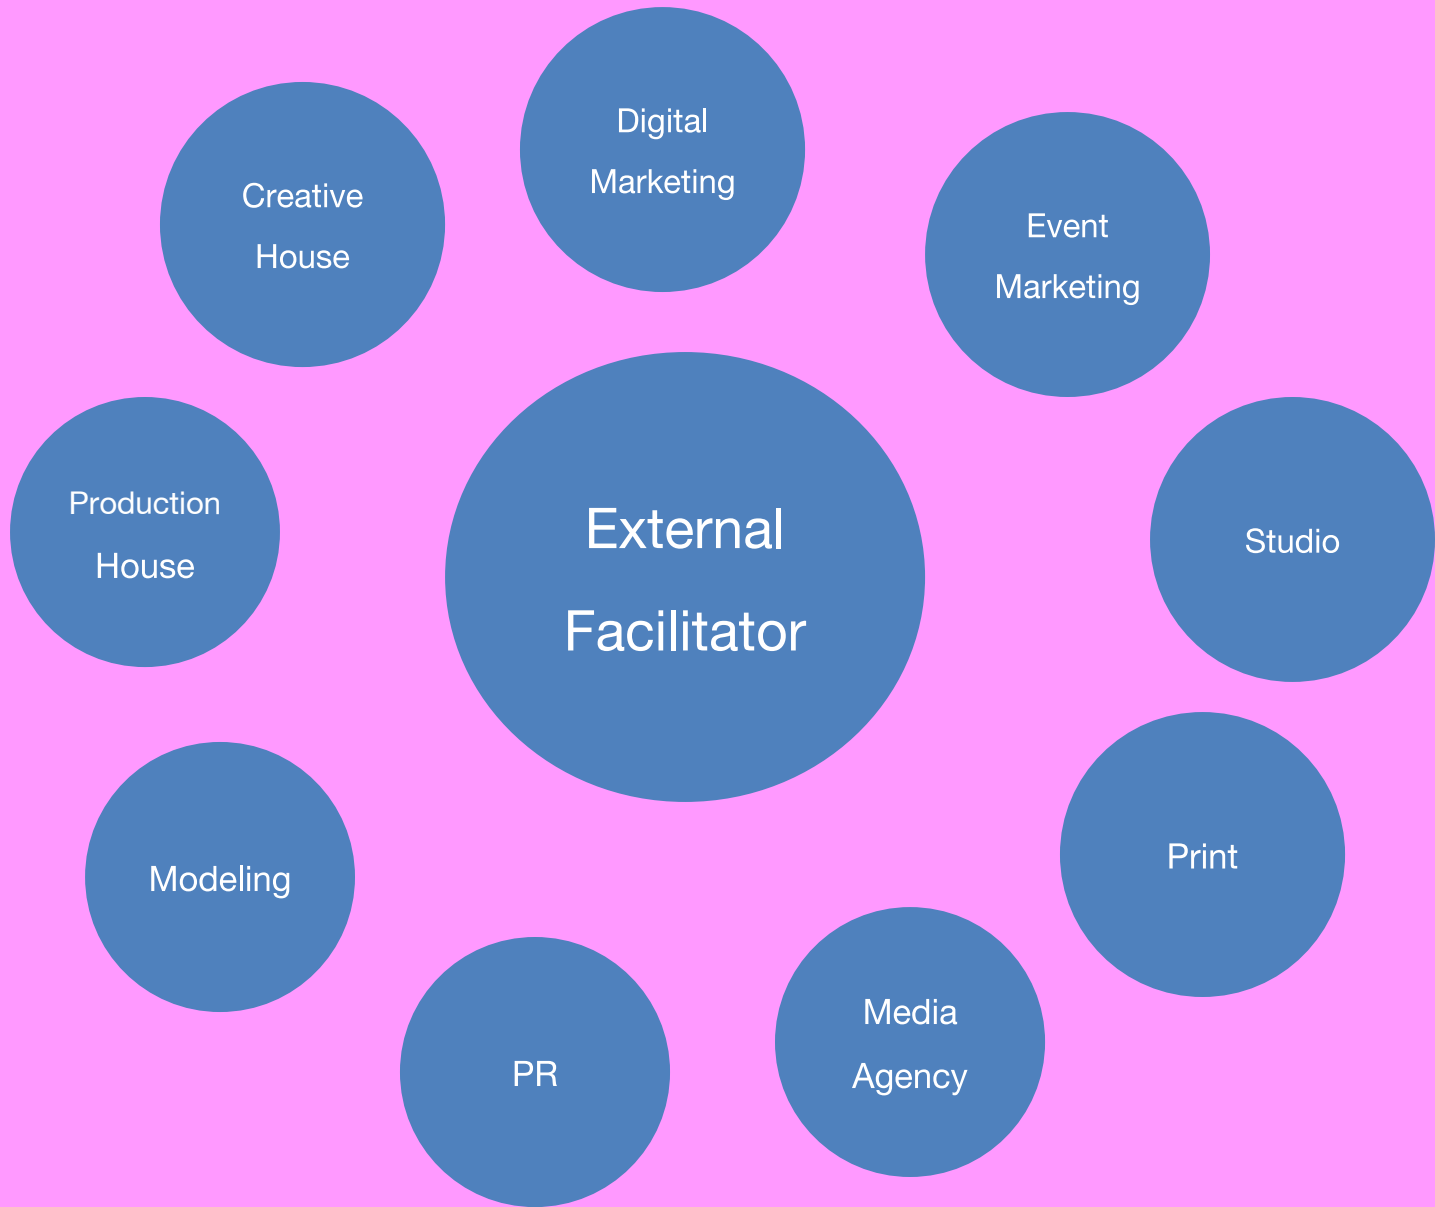 Digital
Marketing
Creative
House
Event
Marketing
Production
House
External
Facilitator
Studio
Modeling
Print
PR
Media
Agency